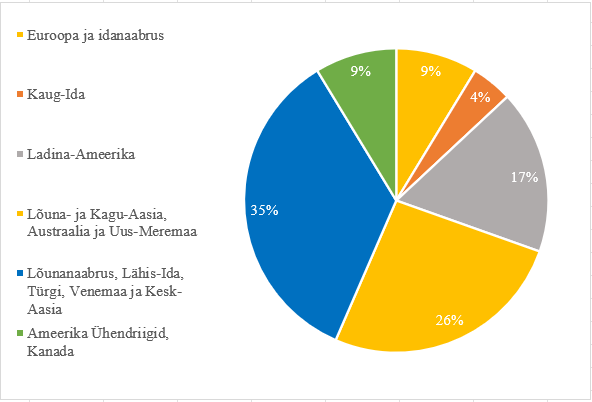 Euroopa ja idanaabrus
Kaug-Ida
Ladina-Ameerika
Lõuna- ja Kagu-Aasia,
Austraalia ja Uus-Meremaa
Lõunanaabrus, Lähis-Ida,
Türgi, Venemaa ja Kesk-
Aasia
Ameerika Ühendriigid,
Kanada
9%
9%
4%
17%
35%
26%